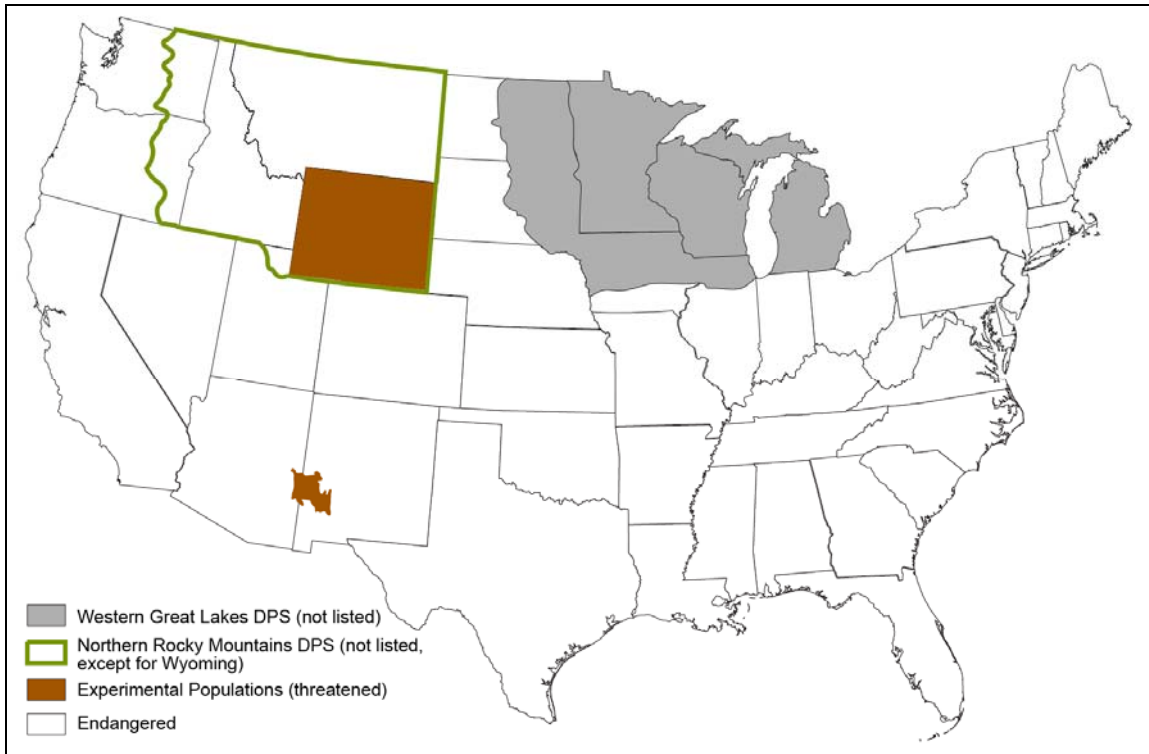 Western Great Lakes DPS (not listed)
Northern Rocky Mountains DPS (not listed,
except for Wyoming)
Experimental Populations (threatened)
Endangered